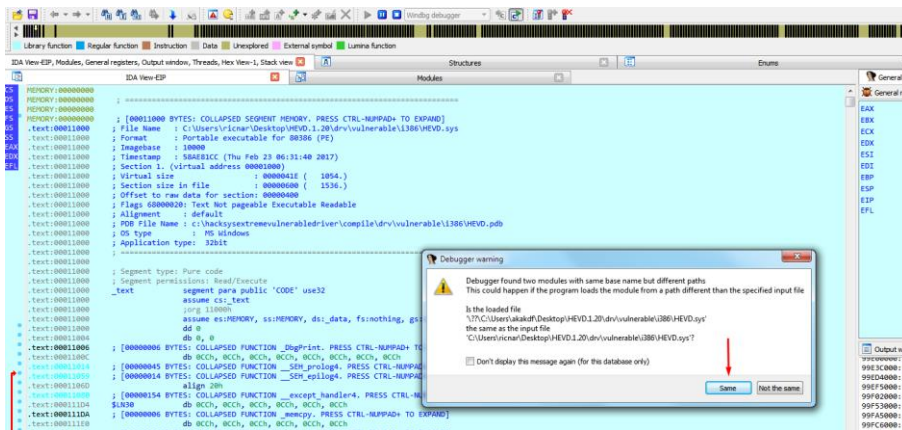 Windbg debugger
Library function Regular function Instruction Data Unexplored External symbol Lumina function
IDA View-EIP, Modules, General registers, Output window, Threads, Hex View-1, Stack view
Structures
Enums
IDA View-EIP
Modules
General
General r
CS
DS
ES
FS
GS
SS
EAX
EDX
EFL
MEMORY:00000000
MEMORY:00000000 ; ====
MEMORY:00000000
MEMORY:00000000 ; [00011000 BYTES: COLLAPSED SEGMENT MEMORY. PRESS CTRL-NUMPAD+ TO EXPAND]
.text:00011000 ; File Name : C:\Users\ricnar\Desktop\HEVD.1.20\drv\vulnerable\i386\HEVD.sys
.text:00011000 ; Format : Portable executable for 80386 (PE)
.text:00011000 ; Imagebase : 10000
.text:00011000 ; Timestamp : 58AE81CC (Thu Feb 23 06:31:40 2017)
.text:00011000 ; Section 1. (virtual address 00001000)
.text:00011000 ; Virtual size : 0000041E ( 1054.)
.text:00011000 ; Section size in file : 00000600 ( 1536.)
.text:00011000 ; Offset to raw data for section: 00000400
.text:00011000 ; Flags 68000020: Text Not pageable Executable Readable
.text:00011000 ; Alignment : default
.text:00011000 ; PDB File Name : c:\hacksysextremevulnerabledriver\compile\drv\vulnerable\i386\HEVD.pdb
.text:00011000 ; OS type : MS Windows
.text:00011000 ; Application type: 32bit
.text:00011000
.text:00011000
.text:00011000 ; Segment type: Pure code
.text:00011000 ; Segment permissions: Read/Execute
.text:00011000 _text segment para public 'CODE' use32
.text:00011000 assume cs:_text
.text:00011000 ;org 11000h
.text:00011000 assume es:MEMORY, ss:MEMORY, ds:_data, fs:nothing, gs:
.text:00011000 dd 0
.text:00011004 db 0, 0
.text:00011006 ; [00000006 BYTES: COLLAPSED FUNCTION _DbgPrint. PRESS CTRL-NUMPAD+ TO
.text:0001100C db 0CCh, 0CCh, 0CCh, 0CCh, 0CCh, 0CCh, 0CCh, 0CCh
.text:00011014 ; [00000045 BYTES: COLLAPSED FUNCTION __SEH_prolog4. PRESS CTRL-NUMPAD
.text:00011059 ; [00000014 BYTES: COLLAPSED FUNCTION __SEH_epilog4. PRESS CTRL-NUMPAD
.text:0001106D align 20h
; [00000154 BYTES: COLLAPSED FUNCTION __except_handler4. PRESS CTRL-NU
.text:000111D4 $LN30 db 0CCh, 0CCh, 0CCh, 0CCh, 0CCh, 0CCh
.text:000111DA ; [00000006 BYTES: COLLAPSED FUNCTION _memcpy. PRESS CTRL-NUMPAD+ TO EXPAND]
.text:000111E0 db 0CCh, 0CCh, 0CCh, 0CCh, 0CCh, 0CCh
Debugger warning
Debugger found two modules with same base name but different paths
This could happen if the program loads the module from a path different than the specified input file
Is the loaded file
'\??\C:\Users\akakdf\Desktop\HEVD.1.20\drv\vulnerable\i386\HEVD.sys'
the same as the input file
'C:\Users\ricnar\Desktop\HEVD.1.20\drv\vulnerable\i386\HEVD.sys'?
Don't display this message again (for this database only)
Same
Not the same
EAX
EBX
ECX
EDX
ESI
EDI
EBP
ESP
EIP
EFL
Output w
99E3C000:
99ED4000:
99EF5000:
99F02000:
99F53000:
99FA5000:
99FC6000: